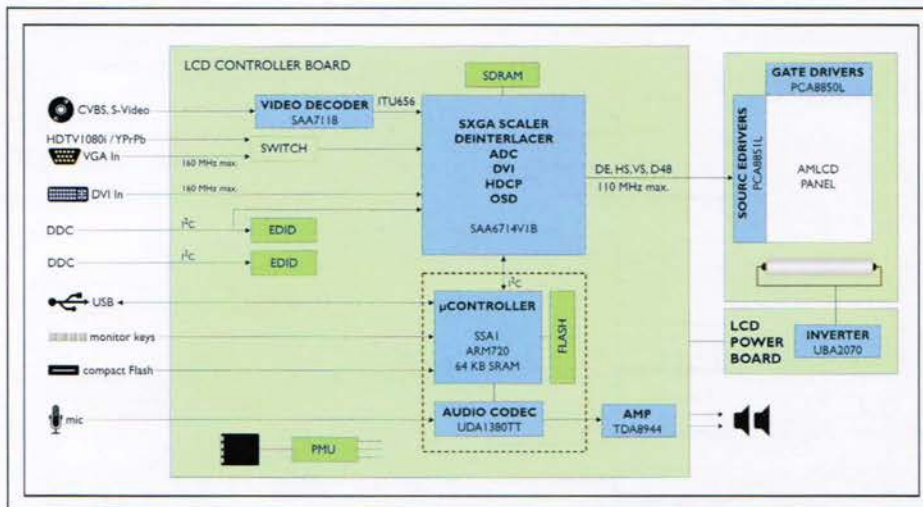 LCD CONTROLLER BOARD
SDRAM
GATE DRIVERS
PCA8850L
CVBS, S-Video
VIDEO DECODER
SAA711B
ITU656
SXGA SCALER
DEINTERLACER
ADC
DVI
HDCP
OSD
SAA6714V1B
HDTV1080i /YPrPb
VGA In
160 MHz max.
SWITCH
DE, HS, VS, D48
110 MHz max.
SOURC EDRIVERS
PCA8851L
AMLCD
PANEL
DVI In
160 MHz max.
DDC
I²C
EDID
DDC
I²C
EDID
I²C
USB
µCONTROLLER
SSA1
ARM720
64 KB SRAM
FLASH
monitor keys
compact Flash
LCD
POWER
BOARD
INVERTER
UBA2070
mic
AUDIO CODEC
UDA1380TT
AMP
TDA8944
PMU